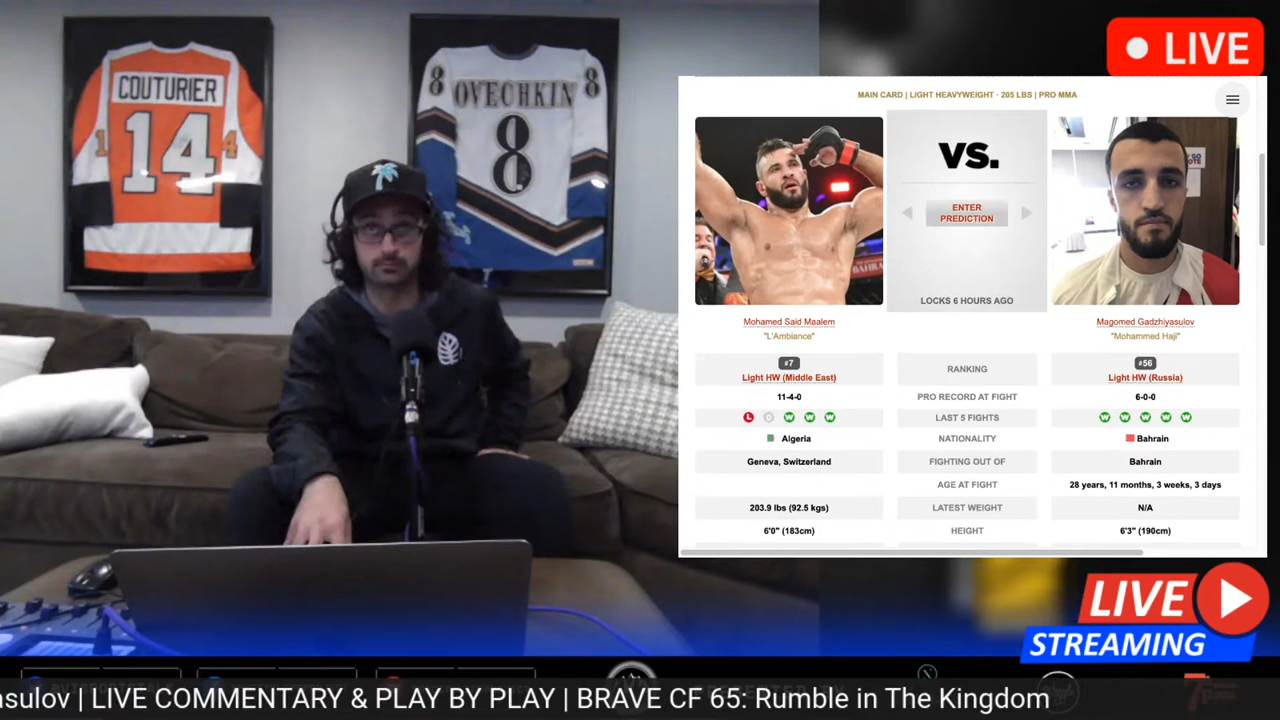 COUTURIER
14
14
8
OVECHKIN
8
8
LIVE
MAIN CARD | LIGHT HEAVYWEIGHT · 205 LBS | PRO MMA
VS.
ENTER
PREDICTION
LOCKS 6 HOURS AGO
BAHRA
Mohamed Said Maalem
"L'Ambiance"
Magomed Gadzhiyasulov
"Mohammed Haji"
#7
Light HW (Middle East)
RANKING
#56
Light HW (Russia)
11-4-0
PRO RECORD AT FIGHT
6-0-0
L D W W W
LAST 5 FIGHTS
W W W W W
Algeria
NATIONALITY
Bahrain
Geneva, Switzerland
FIGHTING OUT OF
Bahrain
AGE AT FIGHT
28 years, 11 months, 3 weeks, 3 days
203.9 lbs (92.5 kgs)
LATEST WEIGHT
N/A
6'0" (183cm)
HEIGHT
6'3" (190cm)
LIVE
STREAMING
asulov | LIVE COMMENTARY & PLAY BY PLAY | BRAVE CF 65: Rumble in The Kingdom